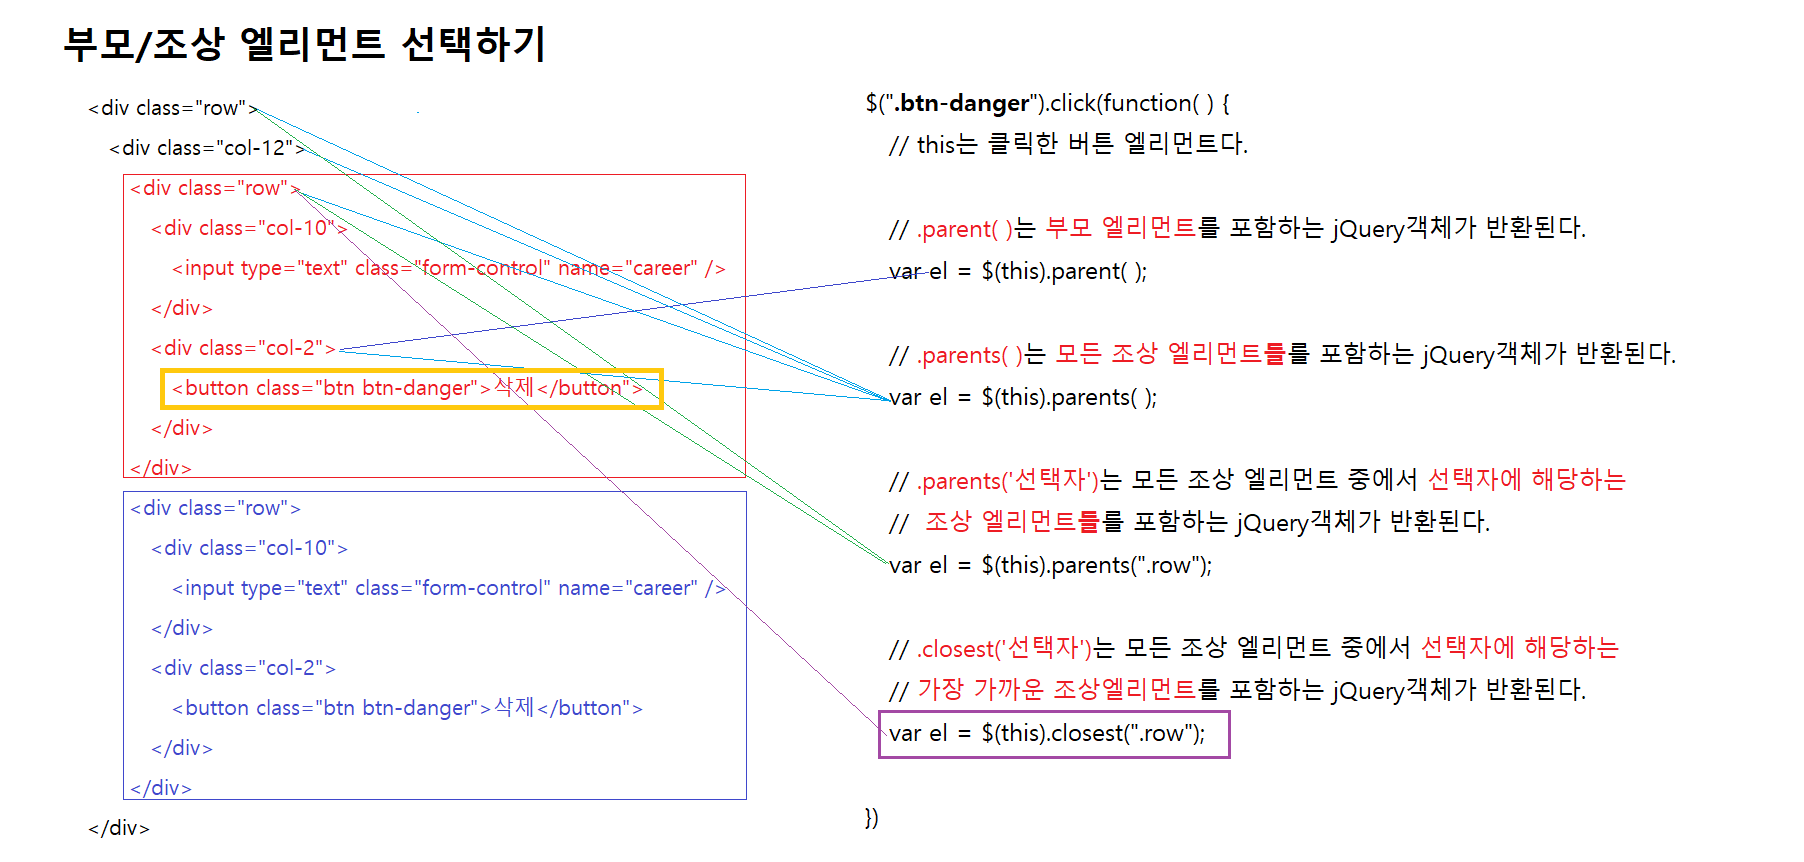 부모/조상 엘리먼트 선택하기
<div class="row">
<div class="col-12">
<div class="row">
<div class="col-10">
<input type="text" class="form-control" name="career" />
</div>
<div class="col-2">
<button class="btn btn-danger">삭제</button">
</div>
</div>
<div class="row">
<div class="col-10">
<input type="text" class="form-control" name="career" />
</div>
<div class="col-2">
<button class="btn btn-danger">삭제</button">
</div>
</div>
</div>
$(".btn-danger").click(function( ) {
// this는 클릭한 버튼 엘리먼트다.
// .parent( )는 부모 엘리먼트를 포함하는 jQuery객체가 반환된다.
var el = $(this).parent( );
// .parents( )는 모든 조상 엘리먼트들를 포함하는 jQuery객체가 반환된다.
var el = $(this).parents( );
// .parents('선택자')는 모든 조상 엘리먼트 중에서 선택자에 해당하는
// 조상 엘리먼트들를 포함하는 jQuery객체가 반환된다.
var el = $(this).parents(".row");
// .closest('선택자')는 모든 조상 엘리먼트 중에서 선택자에 해당하는
// 가장 가까운 조상엘리먼트를 포함하는 jQuery객체가 반환된다.
var el = $(this).closest(".row");
})